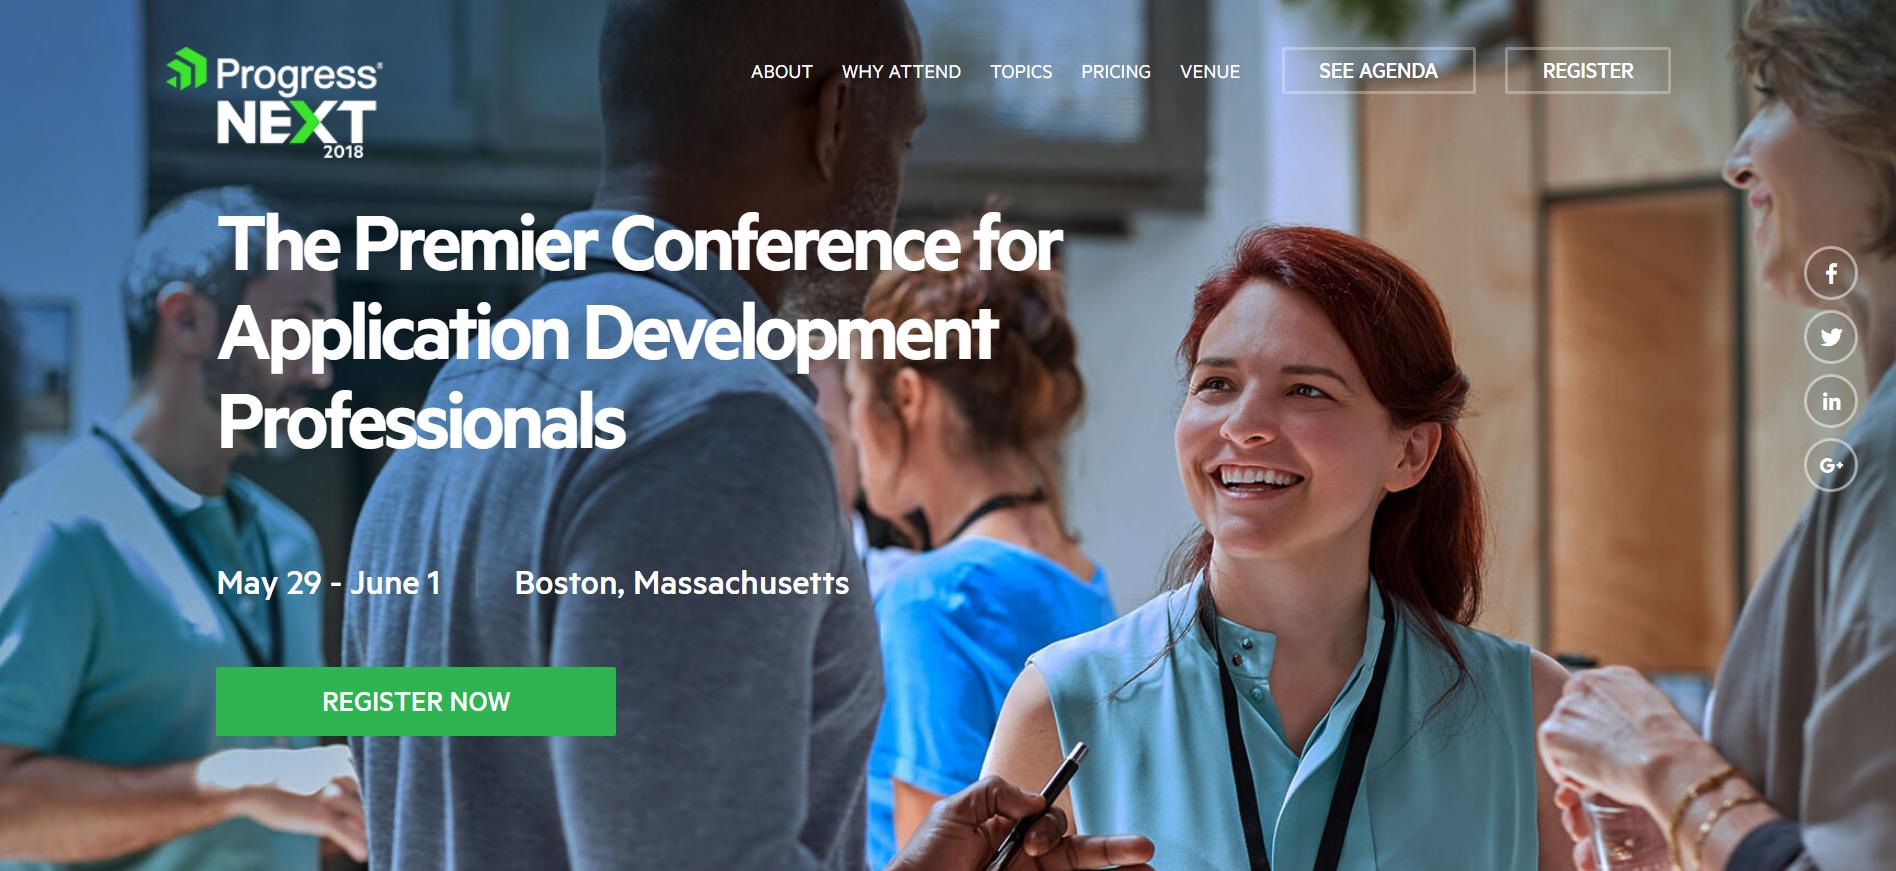 Progress®
NEXT
2018
ABOUT
WHY ATTEND
TOPICS
PRICING
VENUE
SEE AGENDA
REGISTER
The Premier Conference for
Application Development
Professionals
May 29 - June 1
Boston, Massachusetts
REGISTER NOW
f
in
G+